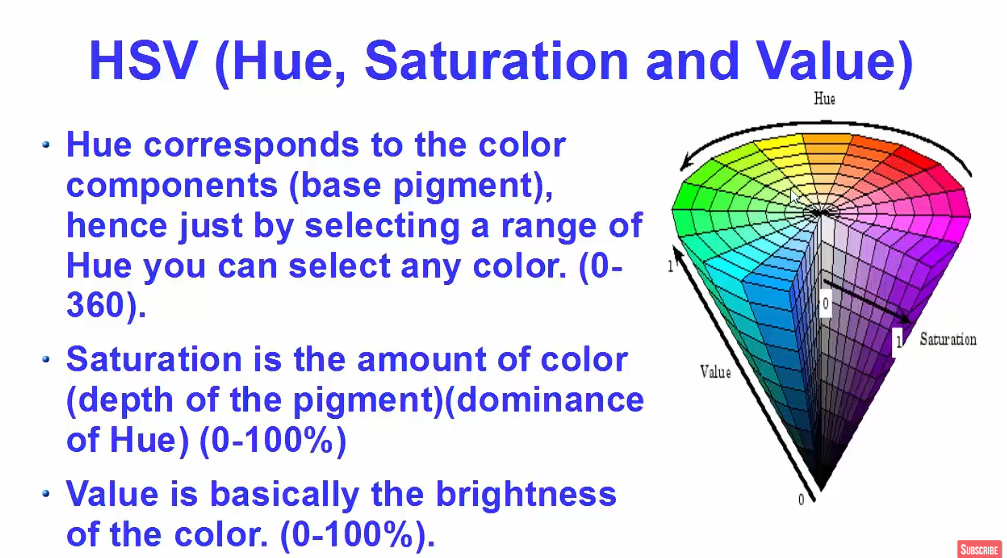 HSV (Hue, Saturation and Value)
• Hue corresponds to the color
components (base pigment),
hence just by selecting a range of
Hue you can select any color. (0-
360).
• Saturation is the amount of color
(depth of the pigment)(dominance
of Hue) (0-100%)
• Value is basically the brightness
of the color. (0-100%).
Hue
1
0
1
Saturation
Value
0
SUBSCRIBE